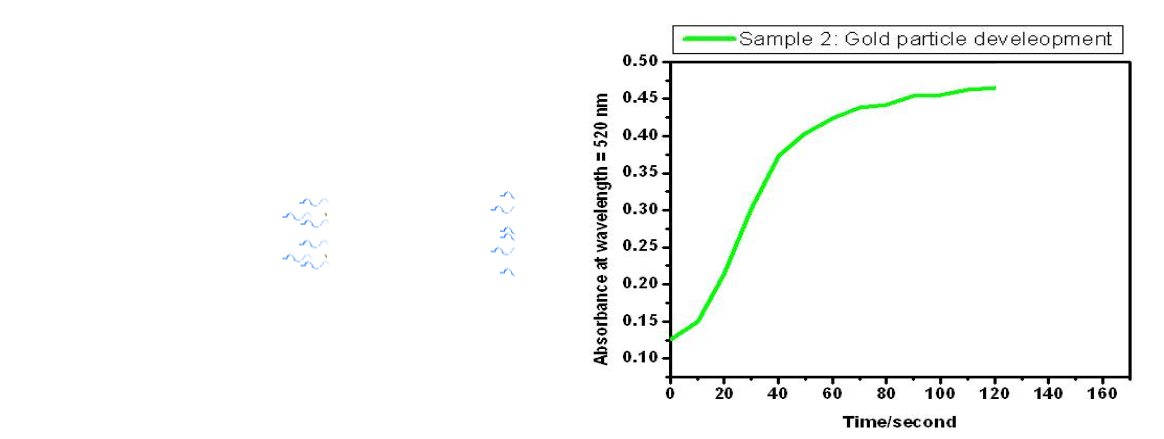 Sample 2: Gold particle develeopment
0.50
0.45
0.40
0.35
0.30
0.25
0.20
0.15
0.10
Absorbance at wavelength = 520 nm
0 20 40 60 80 100 120 140 160
Time/second